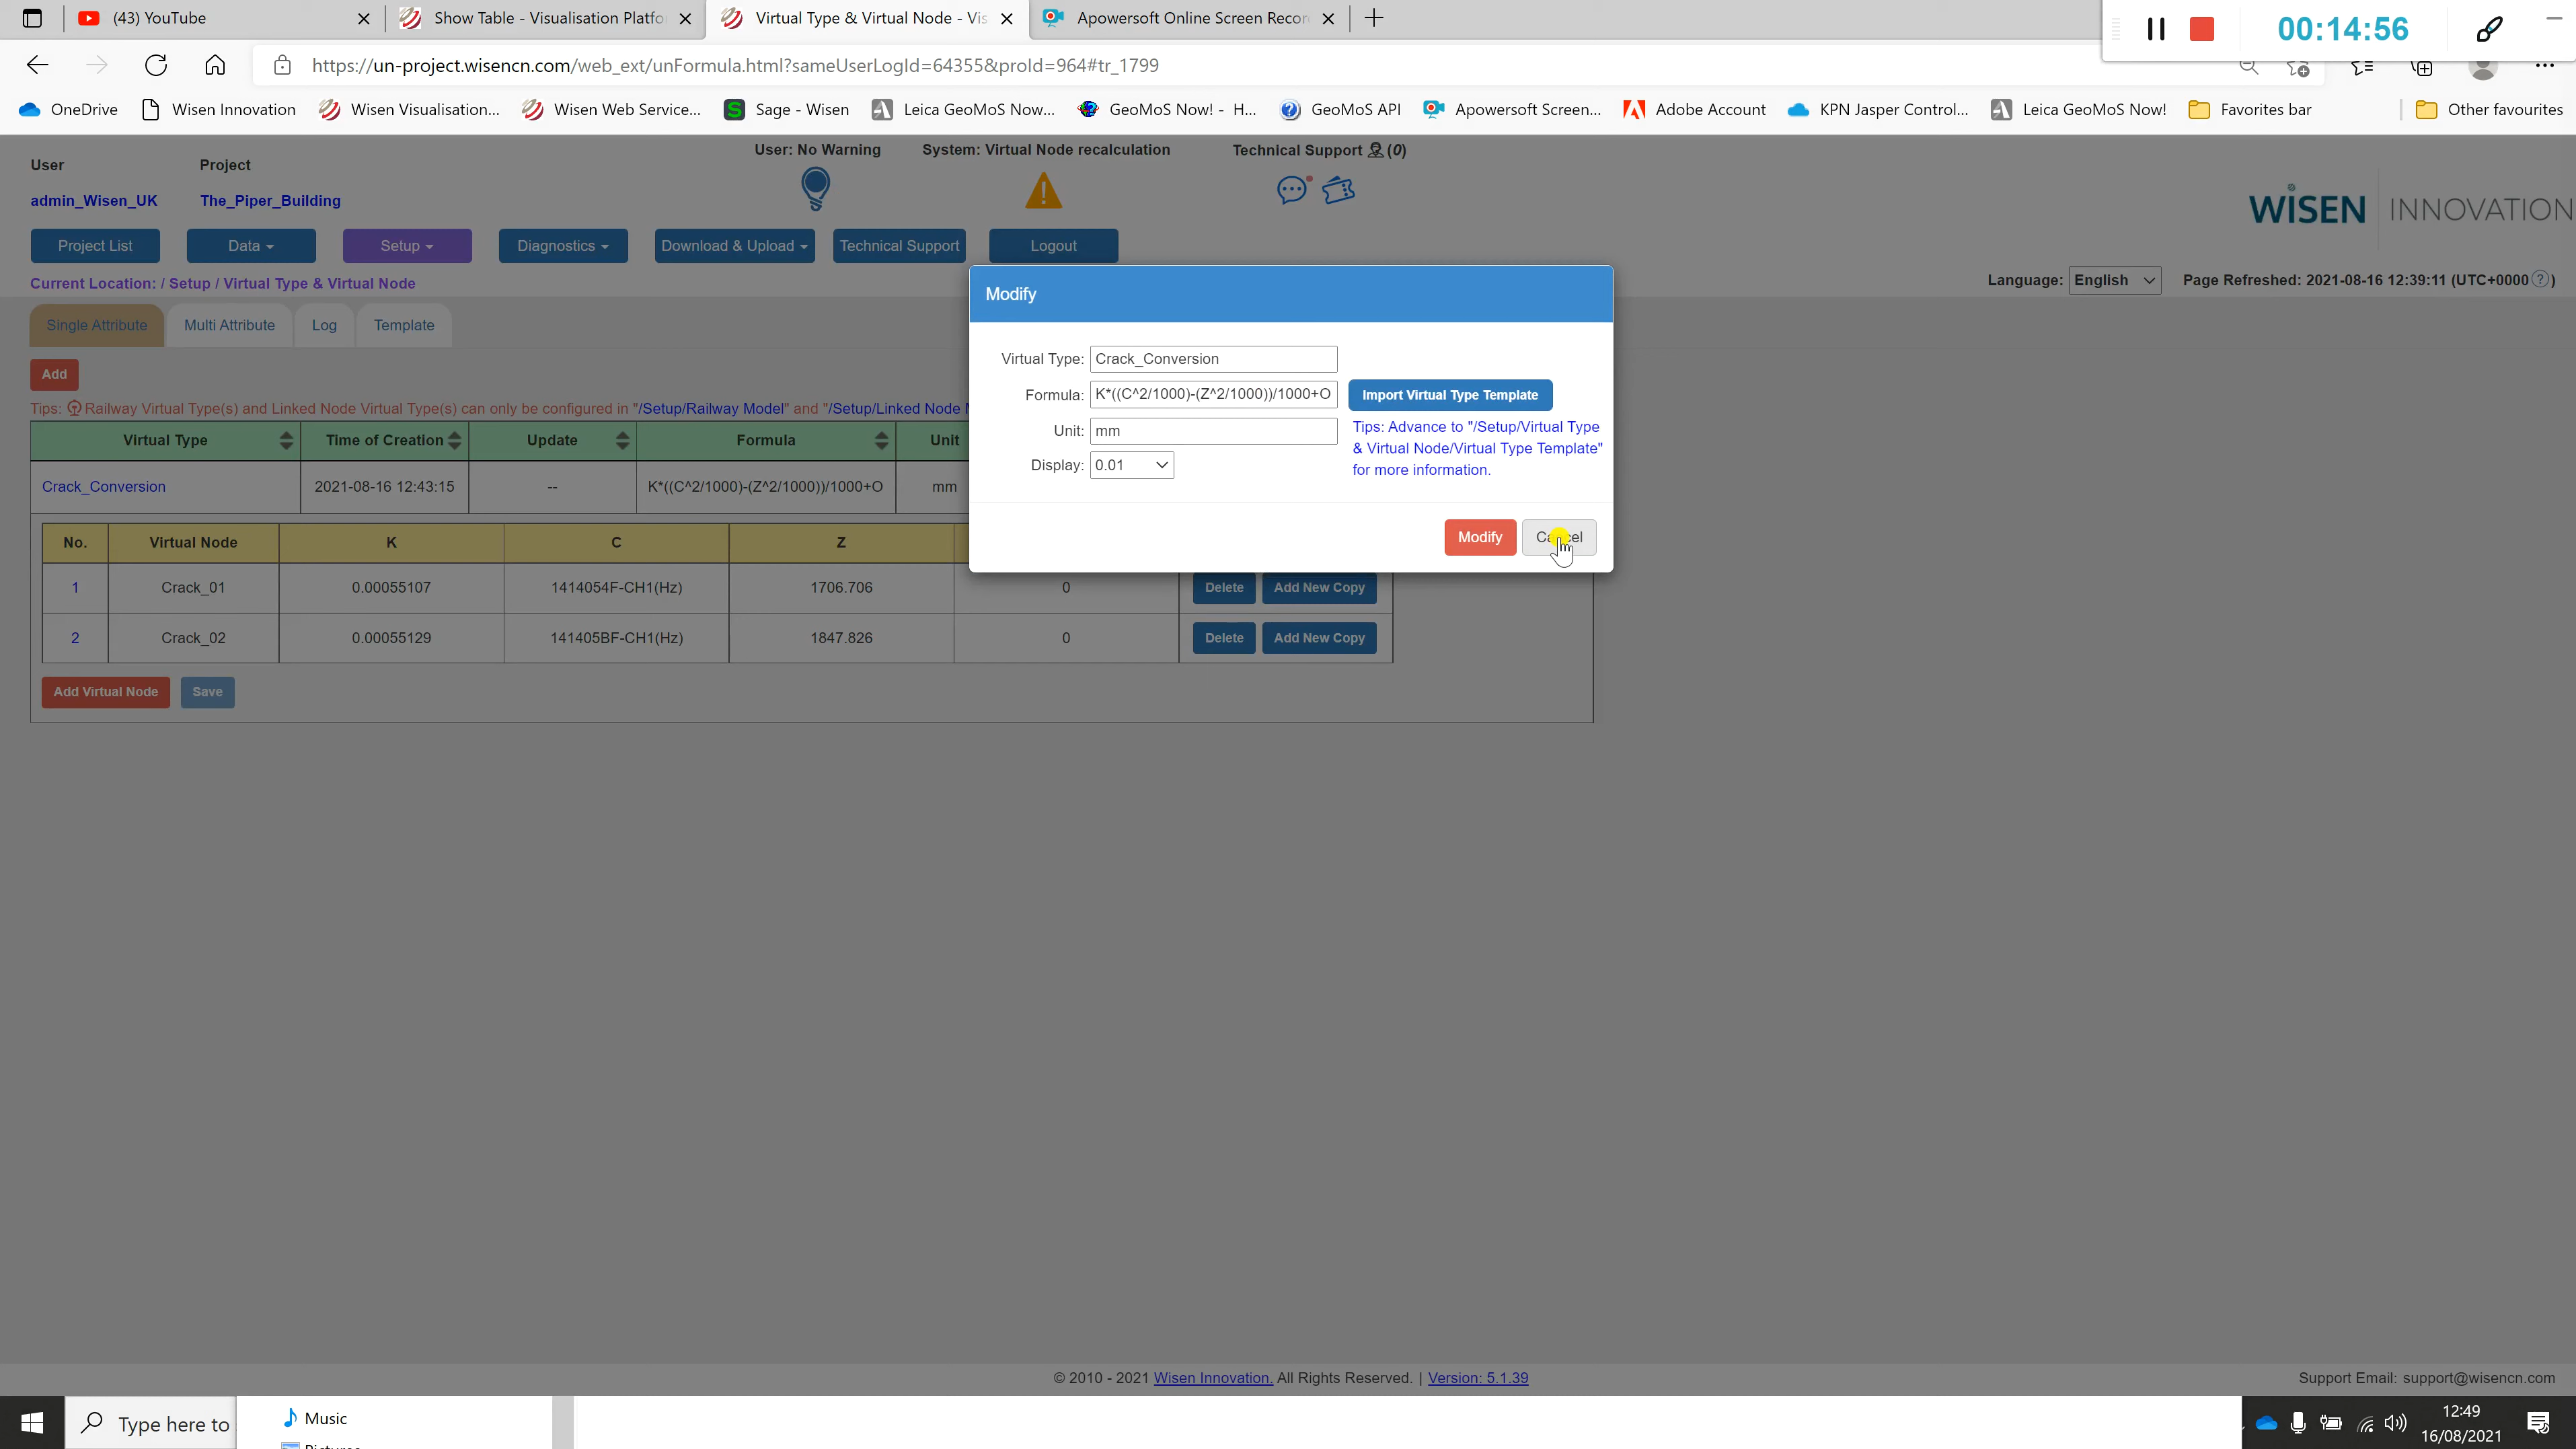 (43) YouTube
Show Table - Visualisation Platfo
Virtual Type & Virtual Node - Vis
Apowersoft Online Screen Recor
00:14:56
https://un-project.wisencn.com/web_ext/unFormula.html?sameUserLogId=64355&proId=964#tr_1799
OneDrive
Wisen Innovation
Wisen Visualisation...
Wisen Web Service...
Sage - Wisen
Leica GeoMoS Now...
GeoMoS Now! - H...
GeoMoS API
Apowersoft Screen...
Adobe Account
KPN Jasper Control...
Leica GeoMoS Now!
Favorites bar
Other favourites
User
Project
User: No Warning
System: Virtual Node recalculation
Technical Support (0)
admin_Wisen_UK
The_Piper_Building
WiSEN INNOVATION
Project List
Data
Setup
Diagnostics
Download & Upload
Technical Support
Logout
Current Location: / Setup / Virtual Type & Virtual Node
Language: English
Page Refreshed: 2021-08-16 12:39:11 (UTC+0000 ?)
Single Attribute
Multi Attribute
Log
Template
Add
Tips: Railway Virtual Type(s) and Linked Node Virtual Type(s) can only be configured in "/Setup/Railway Model" and "/Setup/Linked Node M
Virtual Type
Time of Creation
Update
Formula
Unit
Crack_Conversion
2021-08-16 12:43:15
--
K*((C^2/1000)-(Z^2/1000))/1000+O
mm
No.
Virtual Node
K
C
Z
1
Crack_01
0.00055107
1414054F-CH1(Hz)
1706.706
0
Delete
Add New Copy
2
Crack_02
0.00055129
141405BF-CH1(Hz)
1847.826
0
Delete
Add New Copy
Add Virtual Node
Save
Modify
Virtual Type: Crack_Conversion
Formula: K*((C^2/1000)-(Z^2/1000))/1000+O
Import Virtual Type Template
Unit: mm
Tips: Advance to "/Setup/Virtual Type
& Virtual Node/Virtual Type Template"
for more information.
Display: 0.01
Modify
Cancel
© 2010 - 2021 Wisen Innovation. All Rights Reserved. | Version: 5.1.39
Support Email: support@wisencn.com
Type here to
Music
12:49
16/08/2021